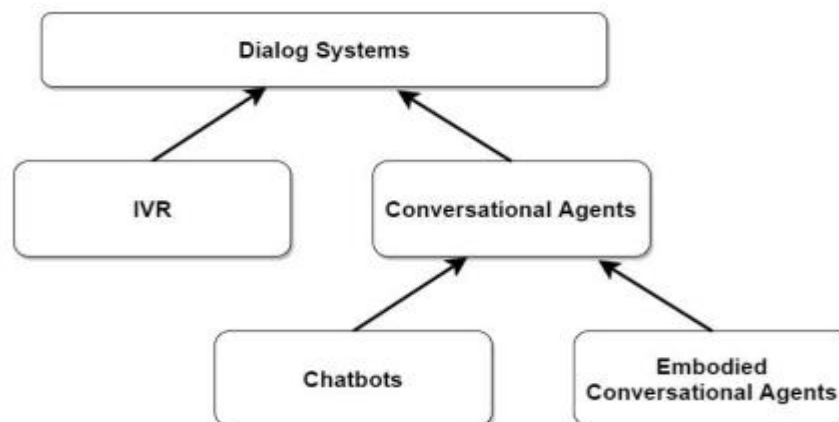 Dialog Systems
IVR
Conversational Agents
Chatbots
Embodied
Conversational Agents